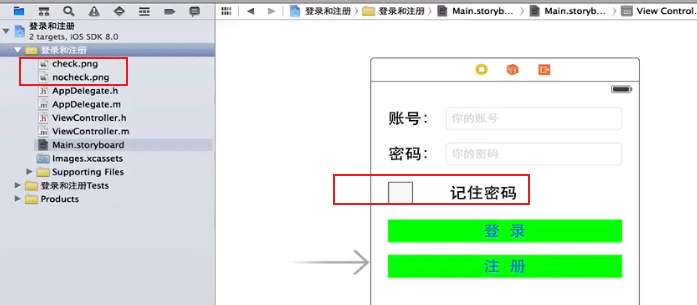 登录和注册 〉 登录和注册 〉 Main.storyb... 〉 Main.storyb... 〉 View Control...
登录和注册
2 targets, iOS SDK 8.0
登录和注册
check.png
nocheck.png
AppDelegate.h
AppDelegate.m
ViewController.h
ViewController.m
Main.storyboard
Images.xcassets
Supporting Files
登录和注册Tests
Products
账号： 你的账号
密码： 你的密码
记住密码
登 录
注 册